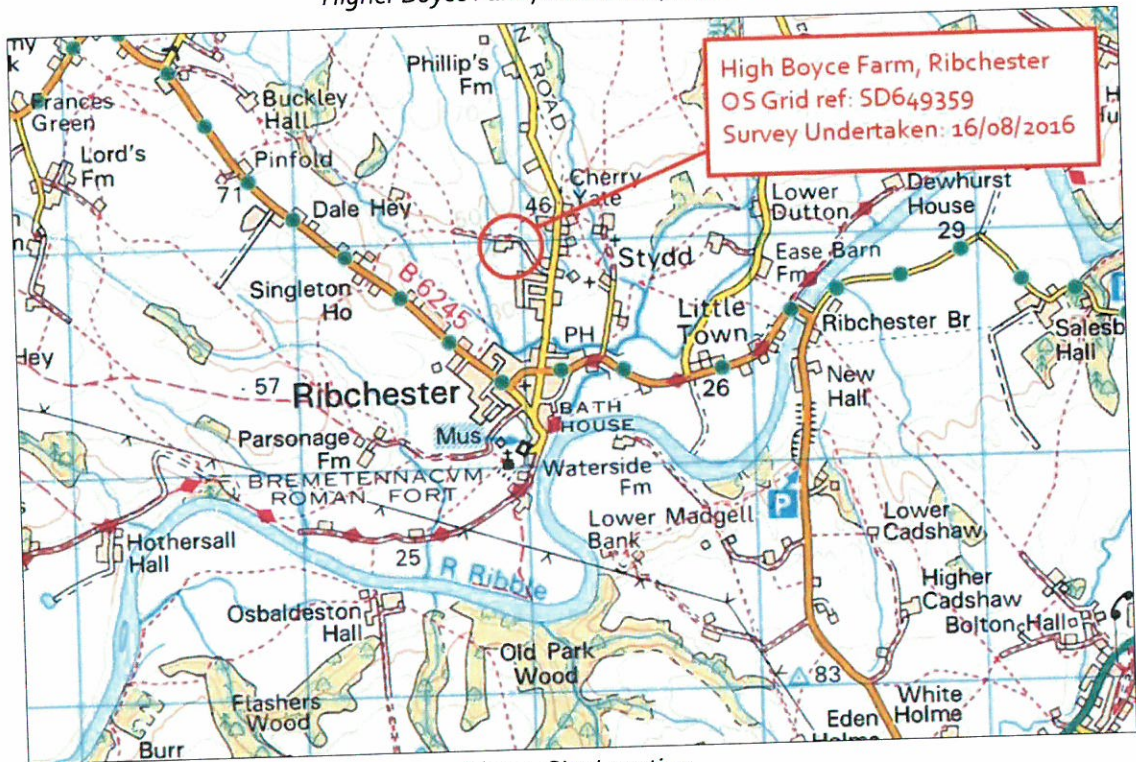 Phillip's
Fm
ROAD
High Boyce Farm, Ribchester
OS Grid ref: SD649359
Survey Undertaken: 16/08/2016
Frances
Green
Buckley
Hall
Lord's
Fm
Pinfold
71
Dale Hey
46
Cherry
Yate
Lower
Dutton
Dewhurst
House
29
Stydd
Ease Barn
Fm
B 6245
Singleton
Ho
Little
Town
PH
Ribchester Br
Salesb
Hall
Hey
57
Ribchester
26
New
Hall
BATH
HOUSE
Parsonage
Fm
Mus
BREMETENNACVM
ROMAN FORT
Waterside
Fm
P
Lower Madgell
Bank
Lower
Cadshaw
Hothersall
Hall
25
R Ribble
Higher
Cadshaw
Bolton Hall
Osbaldeston
Hall
Old Park
Wood
83
Flashers
Wood
White
Holme
Eden
Burr